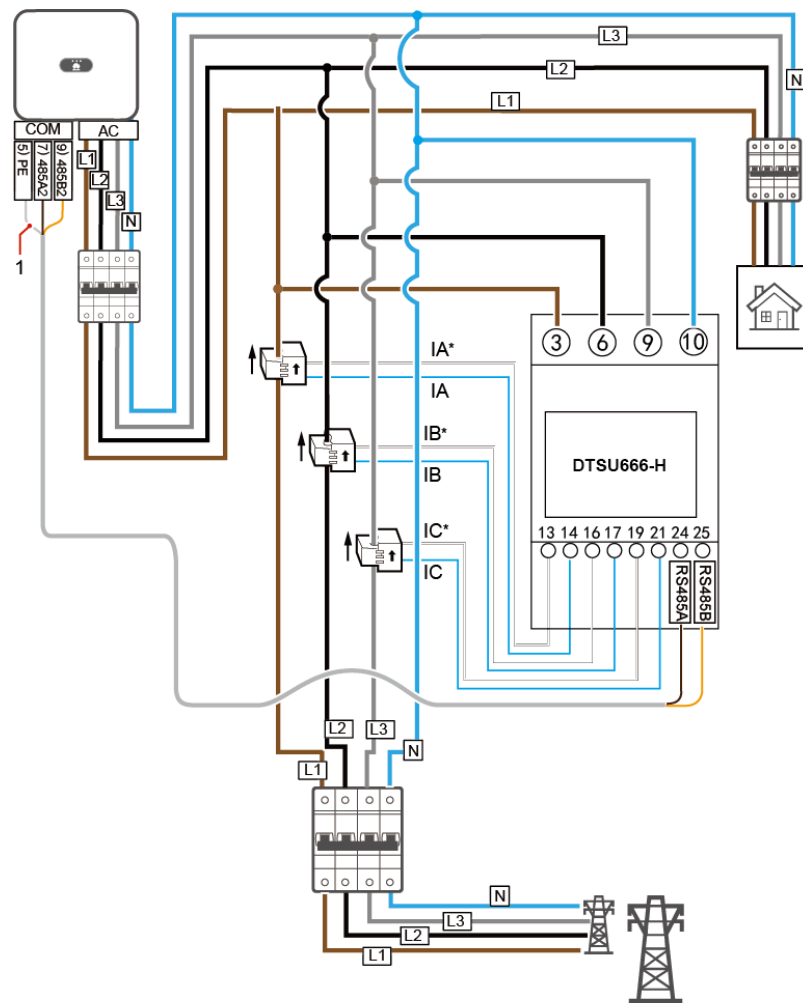 L3
L2
N
L1
COM
AC
5) PE
7) 485A2
9) 485B2
L1
L2
L3
N
1
3
6
9
10
IA*
IA
IB*
IB
IC*
IC
DTSU666-H
13 14 16 17 19 21 24 25
RS485A
RS485B
L2
L3
N
L1
N
L3
L2
L1